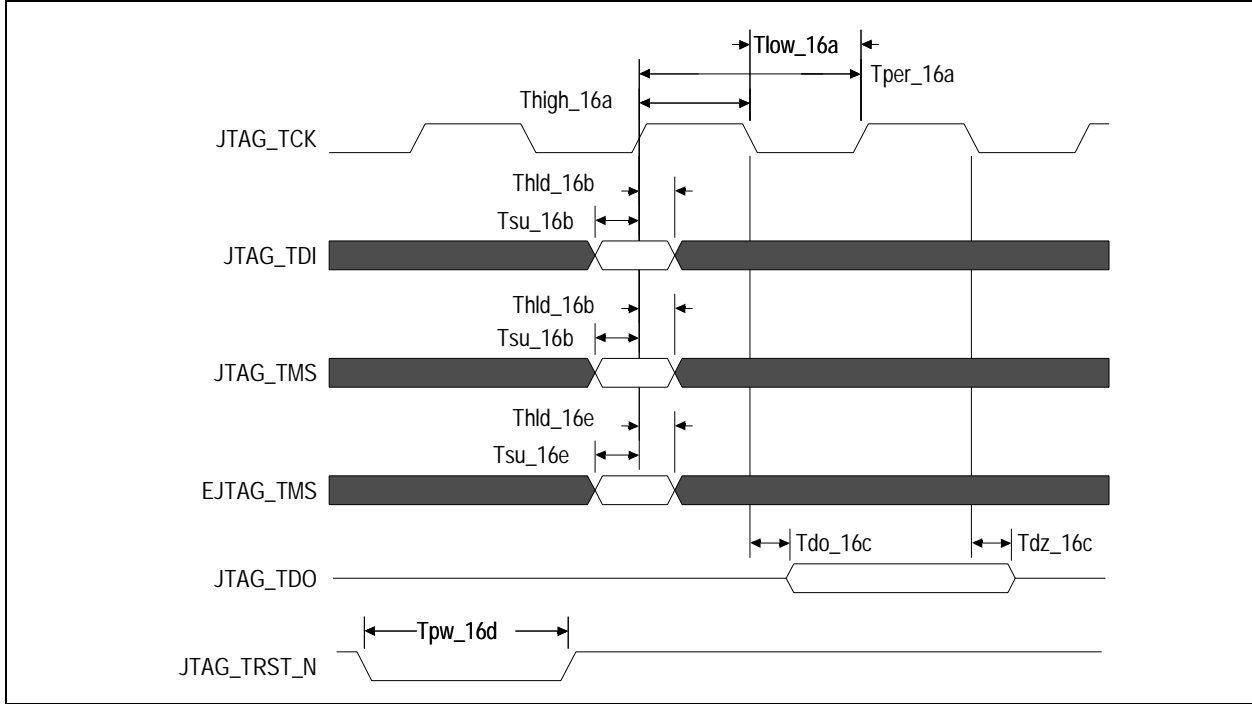 Tlow_16a
Tper_16a
Thigh_16a
JTAG_TCK
Thld_16b
Tsu_16b
JTAG_TDI
Thld_16b
Tsu_16b
JTAG_TMS
Thld_16e
Tsu_16e
EJTAG_TMS
Tdo_16c
Tdz_16c
JTAG_TDO
Tpw_16d
JTAG_TRST_N